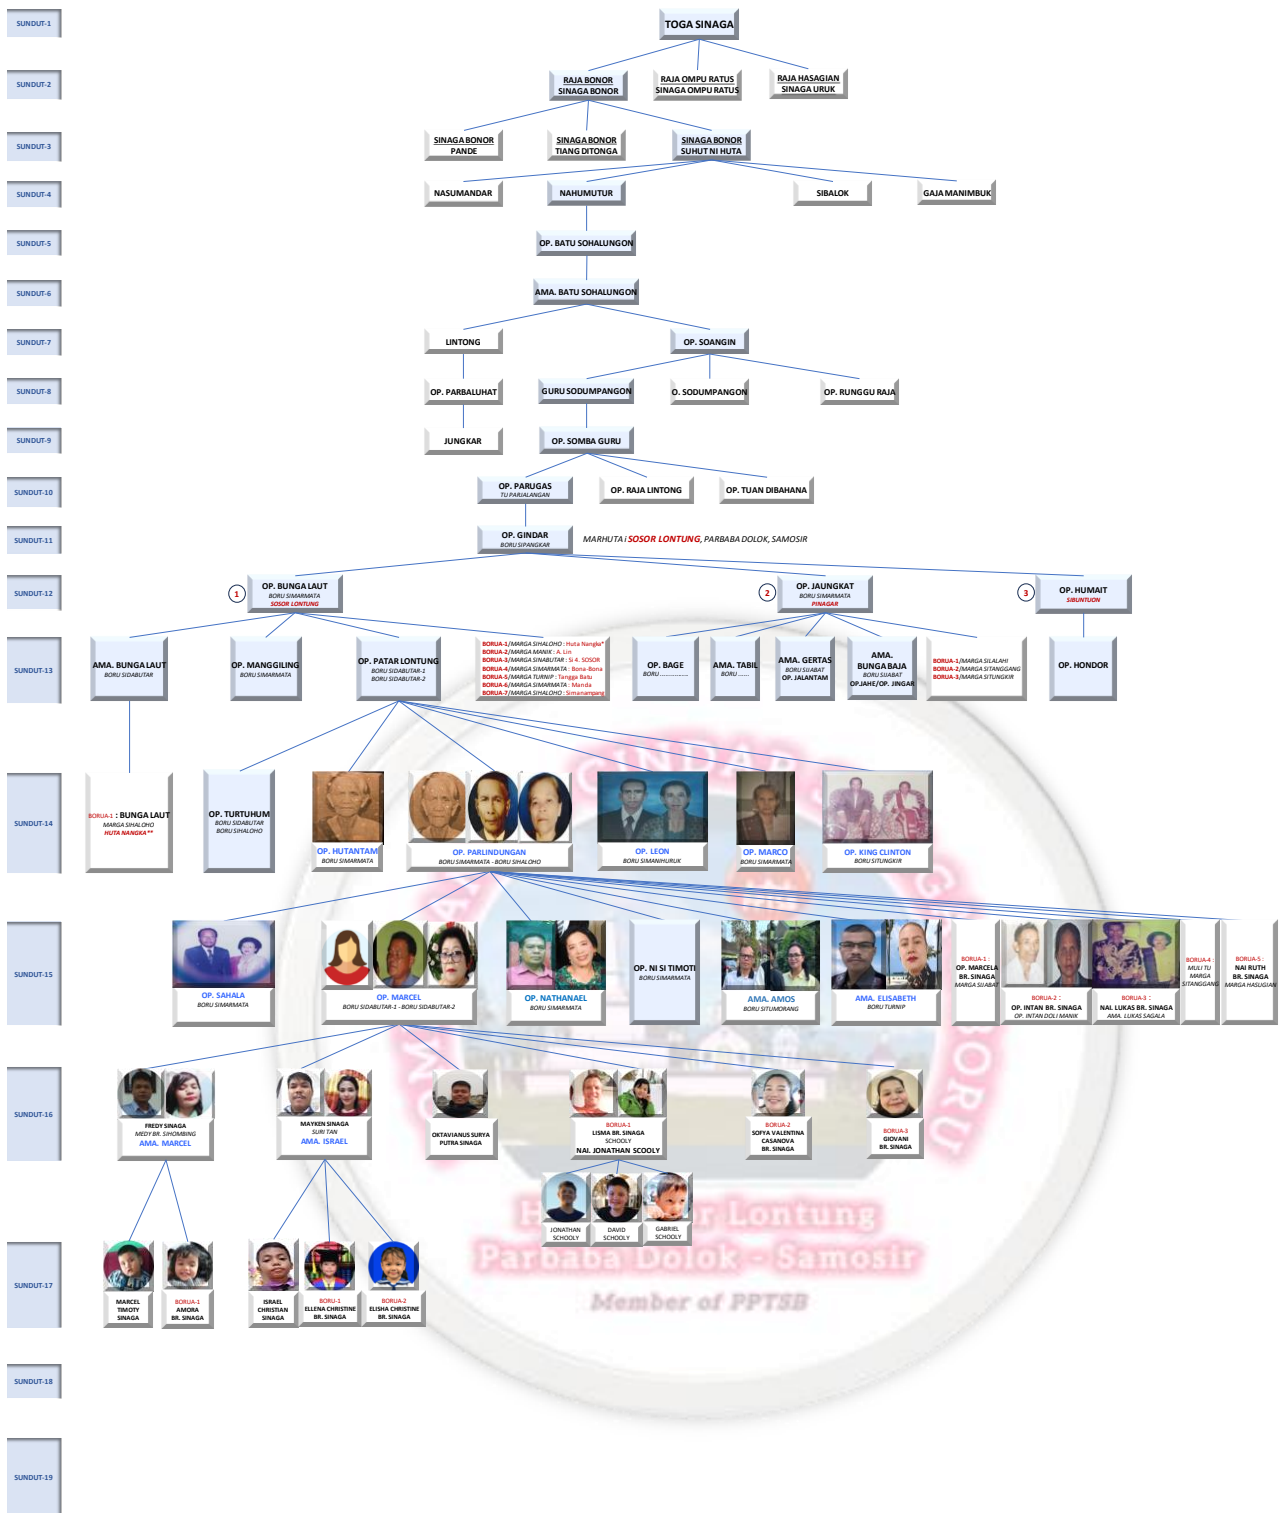 SUNDUT-1
TOGA SINAGA
SUNDUT-2
RAJA BONOR
SINAGA BONOR
RAJA OMPU RATUS
SINAGA OMPU RATUS
RAJA HASAGIAN
SINAGA URUK
SUNDUT-3
SINAGA BONOR
PANDE
SINAGA BONOR
TIANG DITONGA
SINAGA BONOR
SUHUT NI HUTA
SUNDUT-4
NASUMANDAR
NAHUMUTUR
SIBALOK
GAJA MANIMBUK
SUNDUT-5
OP. BATU SOHALUNGON
SUNDUT-6
AMA. BATU SOHALUNGON
SUNDUT-7
LINTONG
OP. SOANGIN
SUNDUT-8
OP. PARBALUHAT
GURU SODUMPANGON
O. SODUMPANGON
OP. RUNGGU RAJA
SUNDUT-9
JUNGKAR
OP. SOMBA GURU
SUNDUT-10
OP. PARUGAS
TU PARJALANGAN
OP. RAJA LINTONG
OP. TUAN DIBAHANA
SUNDUT-11
OP. GINDAR
BORU SIPANGKAR
MARHUTA i SOSOR LONTUNG, PARBABA DOLOK, SAMOSIR
SUNDUT-12
1
OP. BUNGA LAUT
BORU SIMARMATA
SOSOR LONTUNG
2
OP. JAUNGKAT
BORU SIMARMATA
PINAGAR
3
OP. HUMAIT
SIBUNTUON
SUNDUT-13
AMA. BUNGA LAUT
BORU SIDABUTAR
OP. MANGGILING
BORU SIMARMATA
OP. PATAR LONTUNG
BORU SIDABUTAR-1
BORU SIDABUTAR-2
BORUA-1/MARGA SIHALOHO : Huta Nangka*
BORUA-2/MARGA MANIK : A. Lin
BORUA-3/MARGA SINABUTAR : Si 4. SOSOR
BORUA-4/MARGA SIMARMATA : Bona-Bona
BORUA-5/MARGA TURNIP : Tangga Batu
BORUA-6/MARGA SIMARMATA : Manda
BORUA-7/MARGA SIHALOHO : Simanampang
OP. BAGE
BORU ................
AMA. TABIL
BORU ......
AMA. GERTAS
BORU SIJABAT
OP. JALANTAM
AMA.
BUNGA BAJA
BORU SIJABAT
OP.JAHE/OP. JINGAR
BORUA-1/MARGA SILALAHI
BORUA-2/MARGA SITANGGANG
BORUA-3/MARGA SITUNGKIR
OP. HONDOR
SUNDUT-14
BORUA-1 : BUNGA LAUT
MARGA SIHALOHO
HUTA NANGKA**
OP. TURTUHUM
BORU SIDABUTAR
BORU SIHALOHO
OP. HUTANTAM
BORU SIMARMATA
OP. PARLINDUNGAN
BORU SIMARMATA - BORU SIHALOHO
OP. LEON
BORU SIMANIHURUK
OP. MARCO
BORU SIMARMATA
OP. KING CLINTON
BORU SITUNGKIR
SUNDUT-15
OP. SAHALA
BORU SIMARMATA
OP. MARCEL
BORU SIDABUTAR-1 - BORU SIDABUTAR-2
OP. NATHANAEL
BORU SIMARMATA
OP. NI SI TIMOTI
BORU SIMARMATA
AMA. AMOS
BORU SITUMORANG
AMA. ELISABETH
BORU TURNIP
BORUA-1 :
OP. MARCELA
BR. SINAGA
MARGA SIJABAT
BORUA-2 :
OP. INTAN BR. SINAGA
OP. INTAN DOLI MANIK
BORUA-3 :
NAI. LUKAS BR. SINAGA
AMA. LUKAS SAGALA
BORUA-4 :
MULI TU
MARGA
SITANGGANG
BORUA-5 :
NAI RUTH
BR. SINAGA
MARGA HASUGIAN
SUNDUT-16
FREDY SINAGA
MEDY BR. SIHOMBING
AMA. MARCEL
MAYKEN SINAGA
SURI TAN
AMA. ISRAEL
OKTAVIANUS SURYA
PUTRA SINAGA
BORUA-1
LISMA BR. SINAGA
SCHOOLY
NAI. JONATHAN SCOOLY
BORUA-2
SOFYA VALENTINA
CASANOVA
BR. SINAGA
BORUA-3
GIOVANI
BR. SINAGA
JONATHAN
SCHOOLY
DAVID
SCHOOLY
GABRIEL
SCHOOLY
SUNDUT-17
MARCEL
TIMOTY
SINAGA
BORUA-1
AMORA
BR. SINAGA
ISRAEL
CHRISTIAN
SINAGA
BORU-1
ELLENA CHRISTINE
BR. SINAGA
BORUA-2
ELISHA CHRISTINE
BR. SINAGA
GINDAR
BORU
Lontung
Parbaba Dolok - Samosir
Member of PPTSB
SUNDUT-18
SUNDUT-19